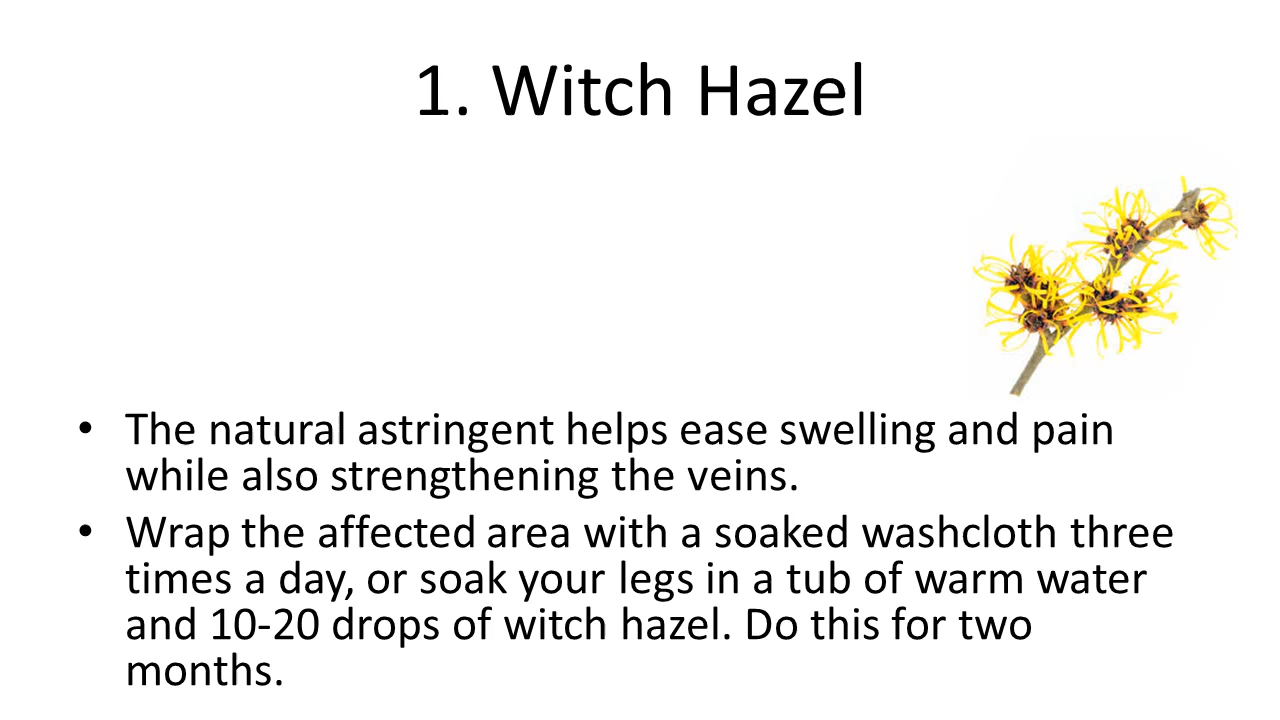 1. Witch Hazel
• The natural astringent helps ease swelling and pain
while also strengthening the veins.
• Wrap the affected area with a soaked washcloth three
times a day, or soak your legs in a tub of warm water
and 10-20 drops of witch hazel. Do this for two
months.